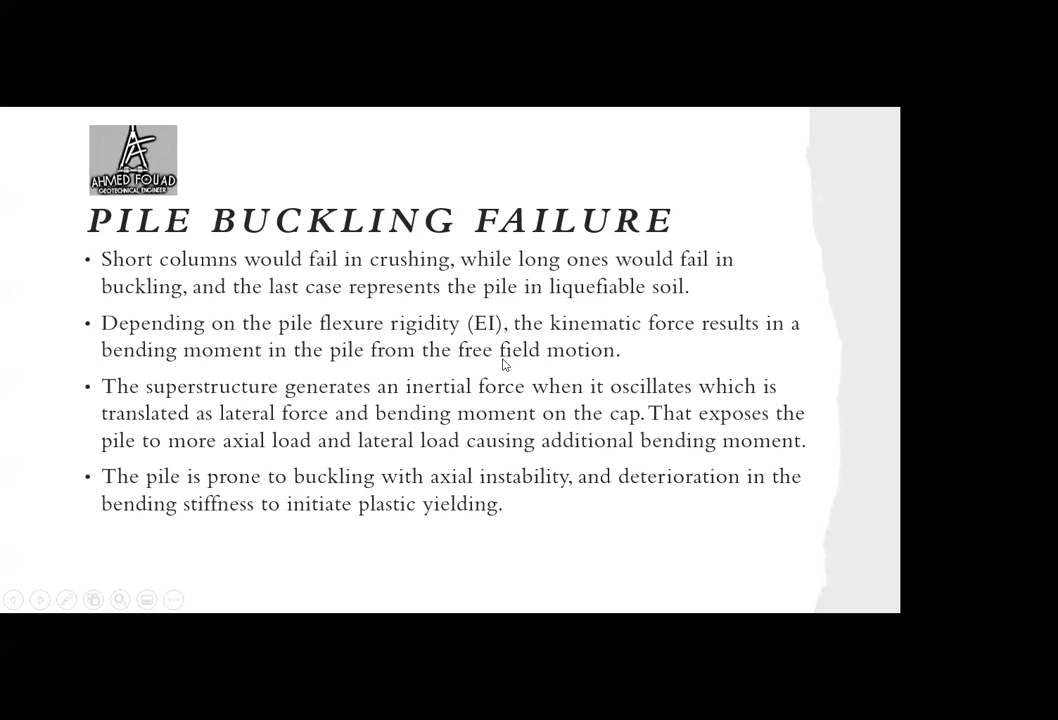 AHMED FOUAD
GEOTECHNICAL ENGINEER
PILE BUCKLING FAILURE
• Short columns would fail in crushing, while long ones would fail in
buckling, and the last case represents the pile in liquefiable soil.
• Depending on the pile flexure rigidity (EI), the kinematic force results in a
bending moment in the pile from the free field motion.
• The superstructure generates an inertial force when it oscillates which is
translated as lateral force and bending moment on the cap. That exposes the
pile to more axial load and lateral load causing additional bending moment.
• The pile is prone to buckling with axial instability, and deterioration in the
bending stiffness to initiate plastic yielding.